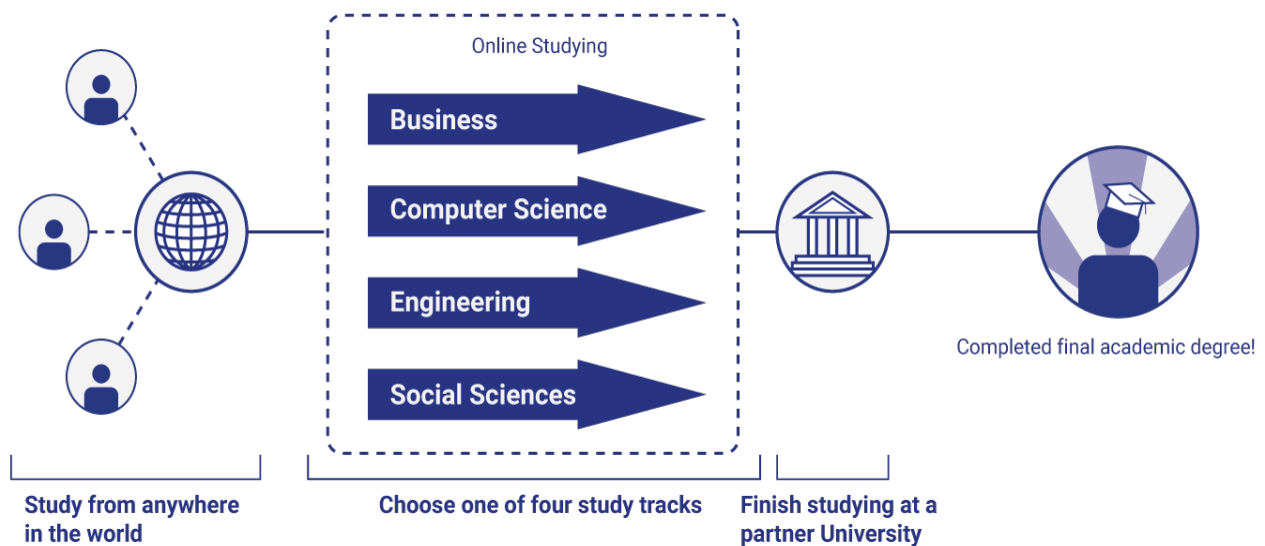 Online Studying
Business
Computer Science
Engineering
Social Sciences
Completed final academic degree!
Study from anywhere
in the world
Choose one of four study tracks
Finish studying at a
partner University